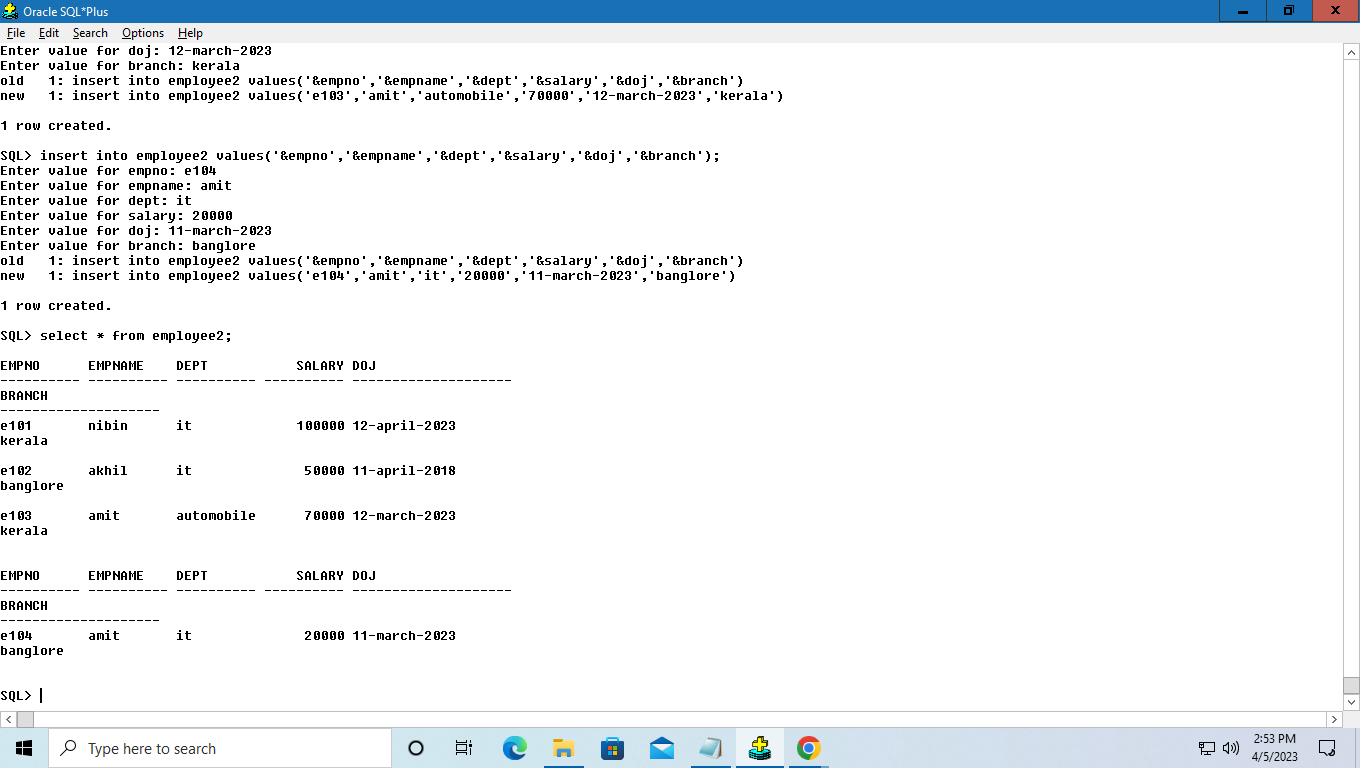 Oracle SQL*Plus
File Edit Search Options Help
Enter value for doj: 12-march-2023
Enter value for branch: kerala
old   1: insert into employee2 values('&empno','&empname','&dept','&salary','&doj','&branch')
new   1: insert into employee2 values('e103','amit','automobile','70000','12-march-2023','kerala')
1 row created.
SQL> insert into employee2 values('&empno','&empname','&dept','&salary','&doj','&branch');
Enter value for empno: e104
Enter value for empname: amit
Enter value for dept: it
Enter value for salary: 20000
Enter value for doj: 11-march-2023
Enter value for branch: banglore
old   1: insert into employee2 values('&empno','&empname','&dept','&salary','&doj','&branch')
new   1: insert into employee2 values('e104','amit','it','20000','11-march-2023','banglore')
1 row created.
SQL> select * from employee2;
EMPNO      EMPNAME    DEPT           SALARY DOJ
---------- ---------- ---------- ---------- --------------------
BRANCH
--------------------
e101       nibin      it             100000 12-april-2023
kerala
e102       akhil      it              50000 11-april-2018
banglore
e103       amit       automobile      70000 12-march-2023
kerala
EMPNO      EMPNAME    DEPT           SALARY DOJ
---------- ---------- ---------- ---------- --------------------
BRANCH
--------------------
e104       amit       it              20000 11-march-2023
banglore
SQL>
Type here to search
2:53 PM
4/5/2023